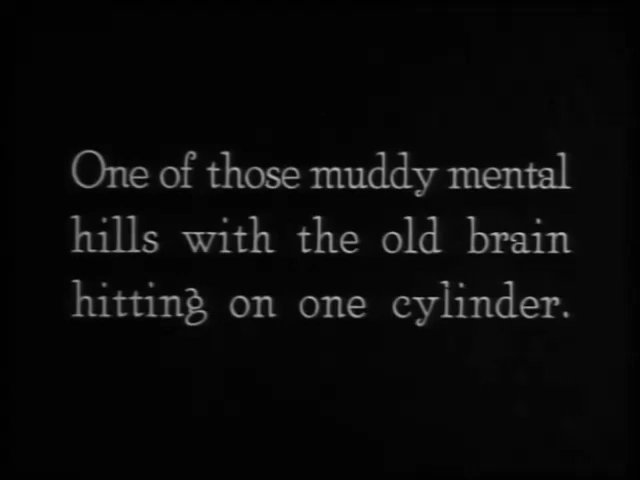 One of those muddy mental
hills with the old brain
hitting on one cylinder.